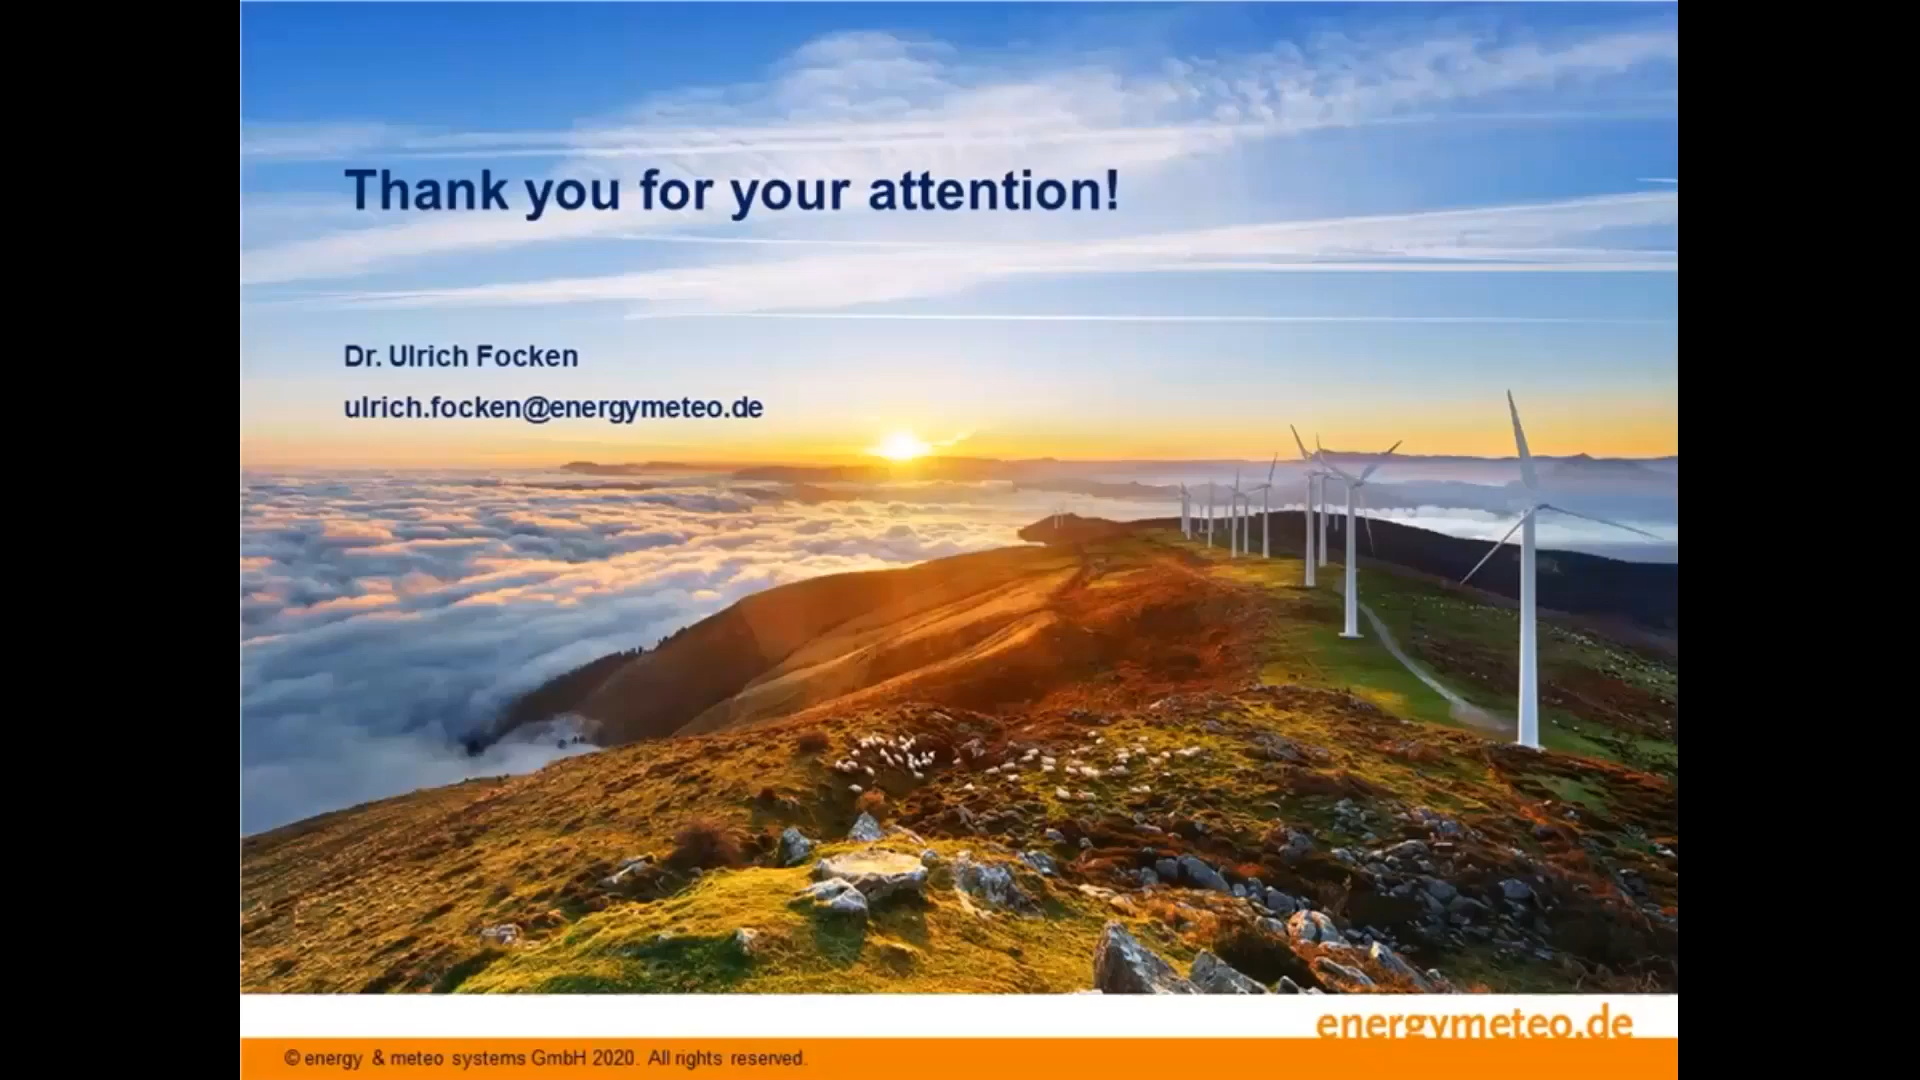 Thank you for your attention!
Dr. Ulrich Focken
ulrich.focken@energymeteo.de
energymeteo.de
© energy & meteo systems GmbH 2020. All rights reserved.